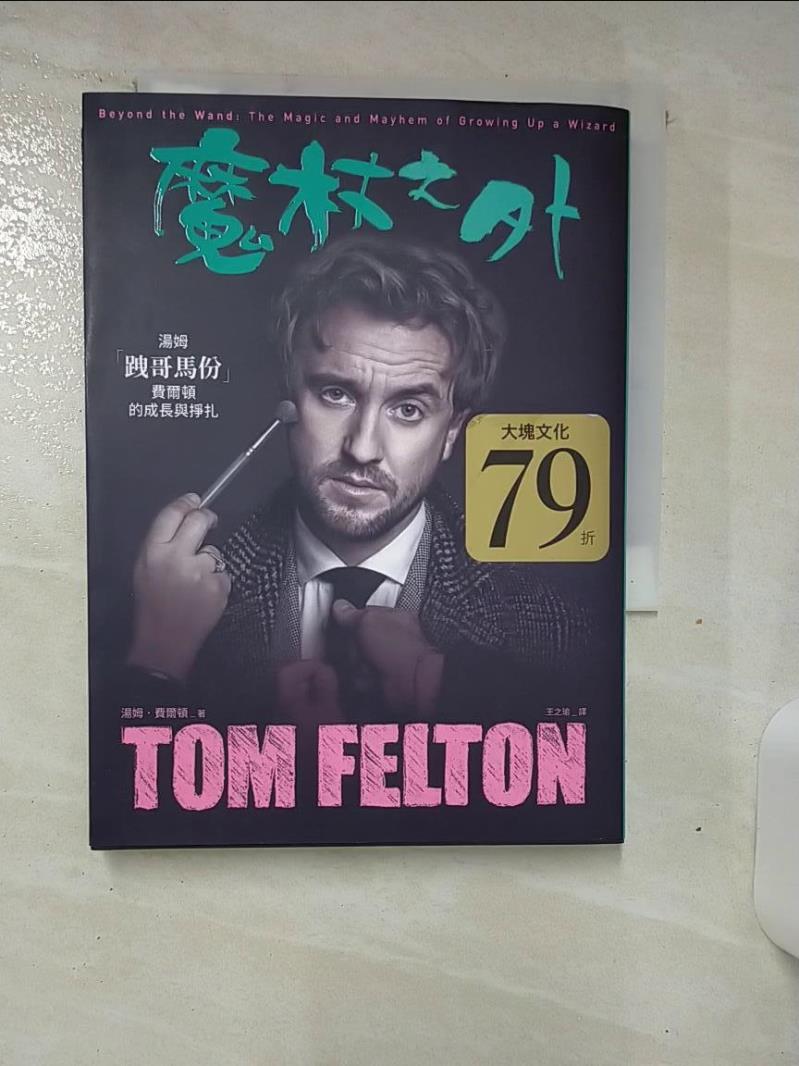 Beyond the Wand: The Magic and Mayhem of Growing Up a Wizard
魔杖之外
湯姆
「跩哥馬份」
費爾頓
的成長與掙扎
大塊文化
79
折
湯姆・費爾頓_著
王之瑜_譯
TOM FELTON